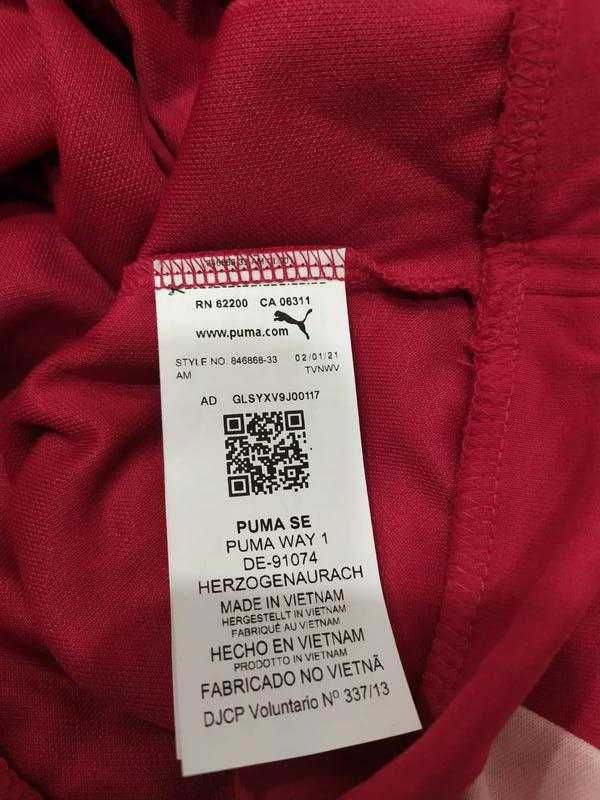 RN 62200 CA 06311
www.puma.com
STYLE NO. 846868-33 02/01/21
AM TVNWV
AD GLSYXV9J00117
PUMA SE
PUMA WAY 1
DE-91074
HERZOGENAURACH
MADE IN VIETNAM
HERGESTELLT IN VIETNAM
FABRIQUÉ AU VIETNAM
HECHO EN VIETNAM
PRODOTTO IN VIETNAM
FABRICADO NO VIETNÃ
DJCP Voluntario Nº 337/13